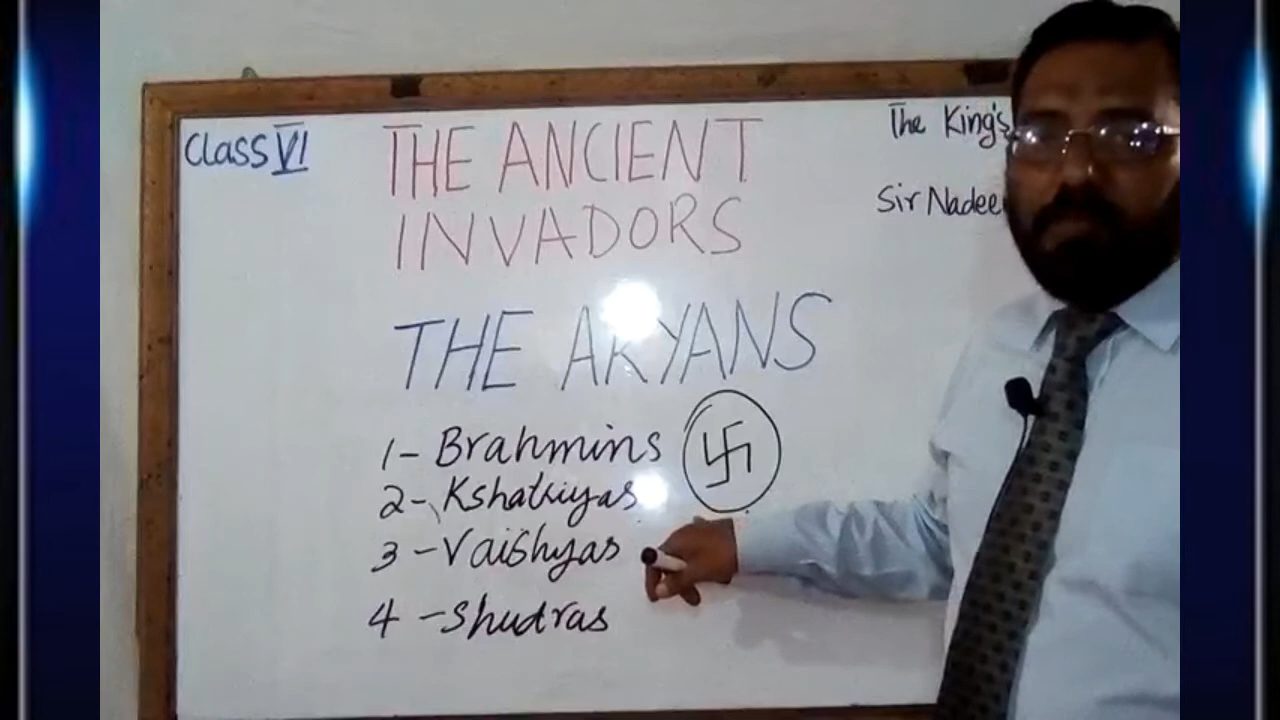 Class VI
THE ANCIENT
INVADORS
The King's
Sir Nadee
THE ARYANS
1- Brahmins
2- Kshatriyas
3 - Vaishyas
4 - Shudras